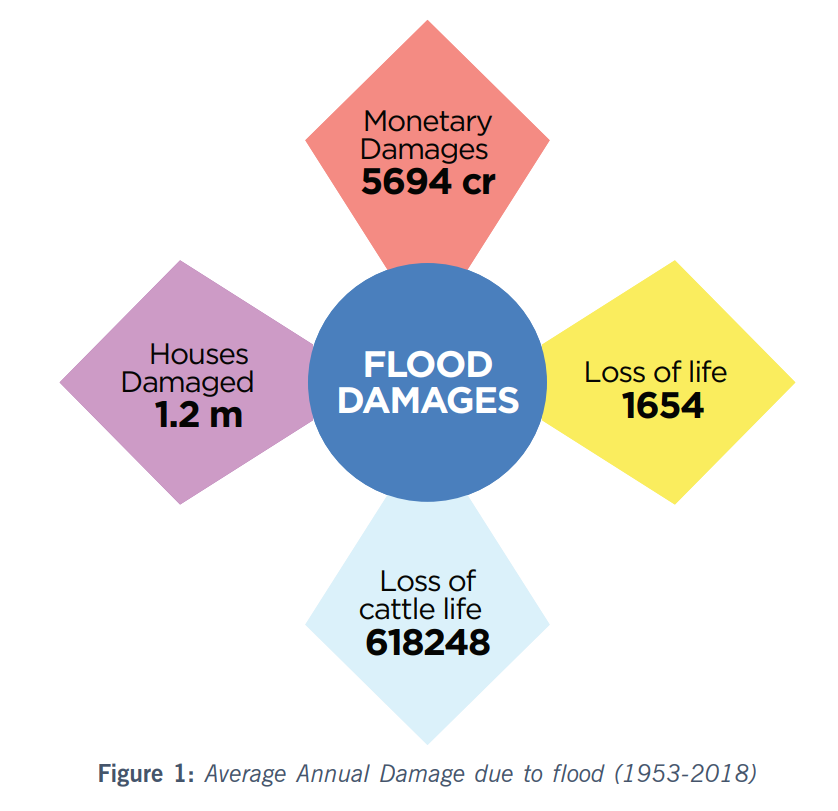 Monetary
Damages
5694 cr
Houses
Damaged
1.2 m
FLOOD
DAMAGES
Loss of life
1654
Loss of
cattle life
618248
Figure 1: Average Annual Damage due to flood (1953-2018)